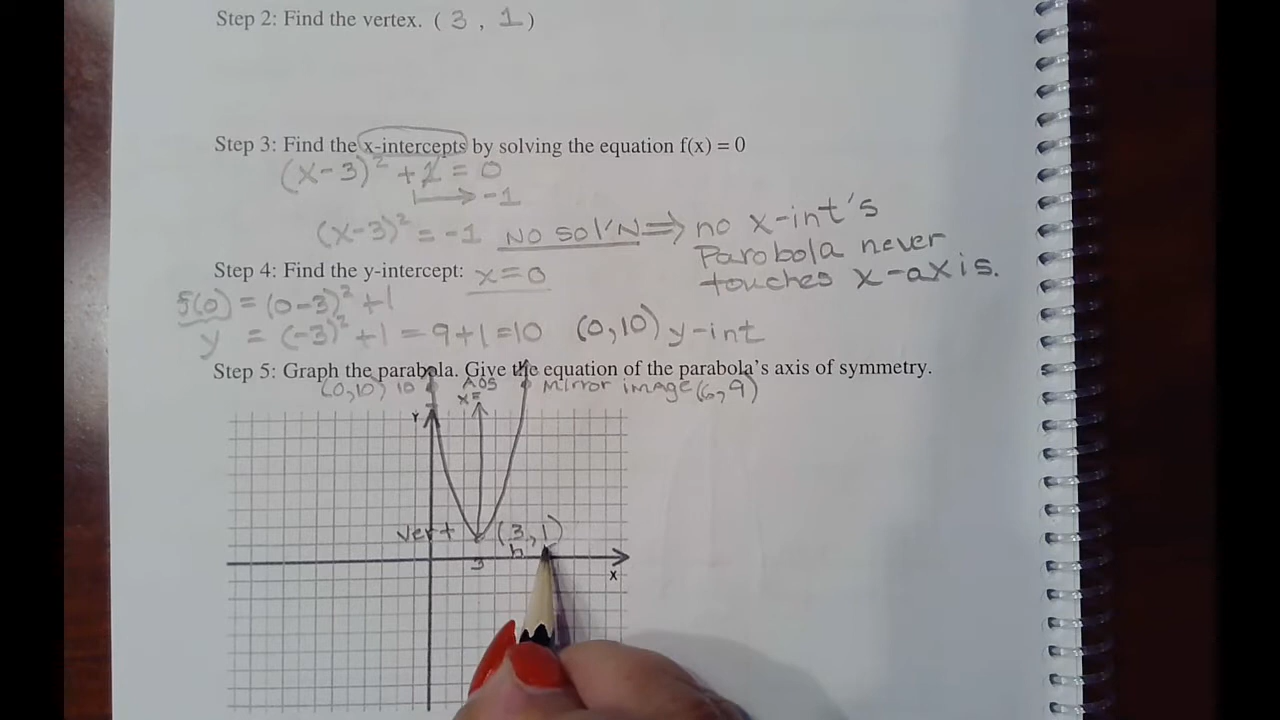 Step 2: Find the vertex. (3, 1)
Step 3: Find the x-intercepts by solving the equation f(x) = 0
(x-3)² + 1 = 0
→ -1
(x-3)² = -1 No sol'N ⇒ no x-int's
Parabola never
touches x-axis.
Step 4: Find the y-intercept: x=0
f(0) = (0-3)² + 1
y = (-3)² + 1 = 9+1=10 (0,10) y-int
Step 5: Graph the parabola. Give the equation of the parabola's axis of symmetry.
(0,10) 10 AOS Mirror image (6,9)
x=
Y
vert (3,1)
h
3
X